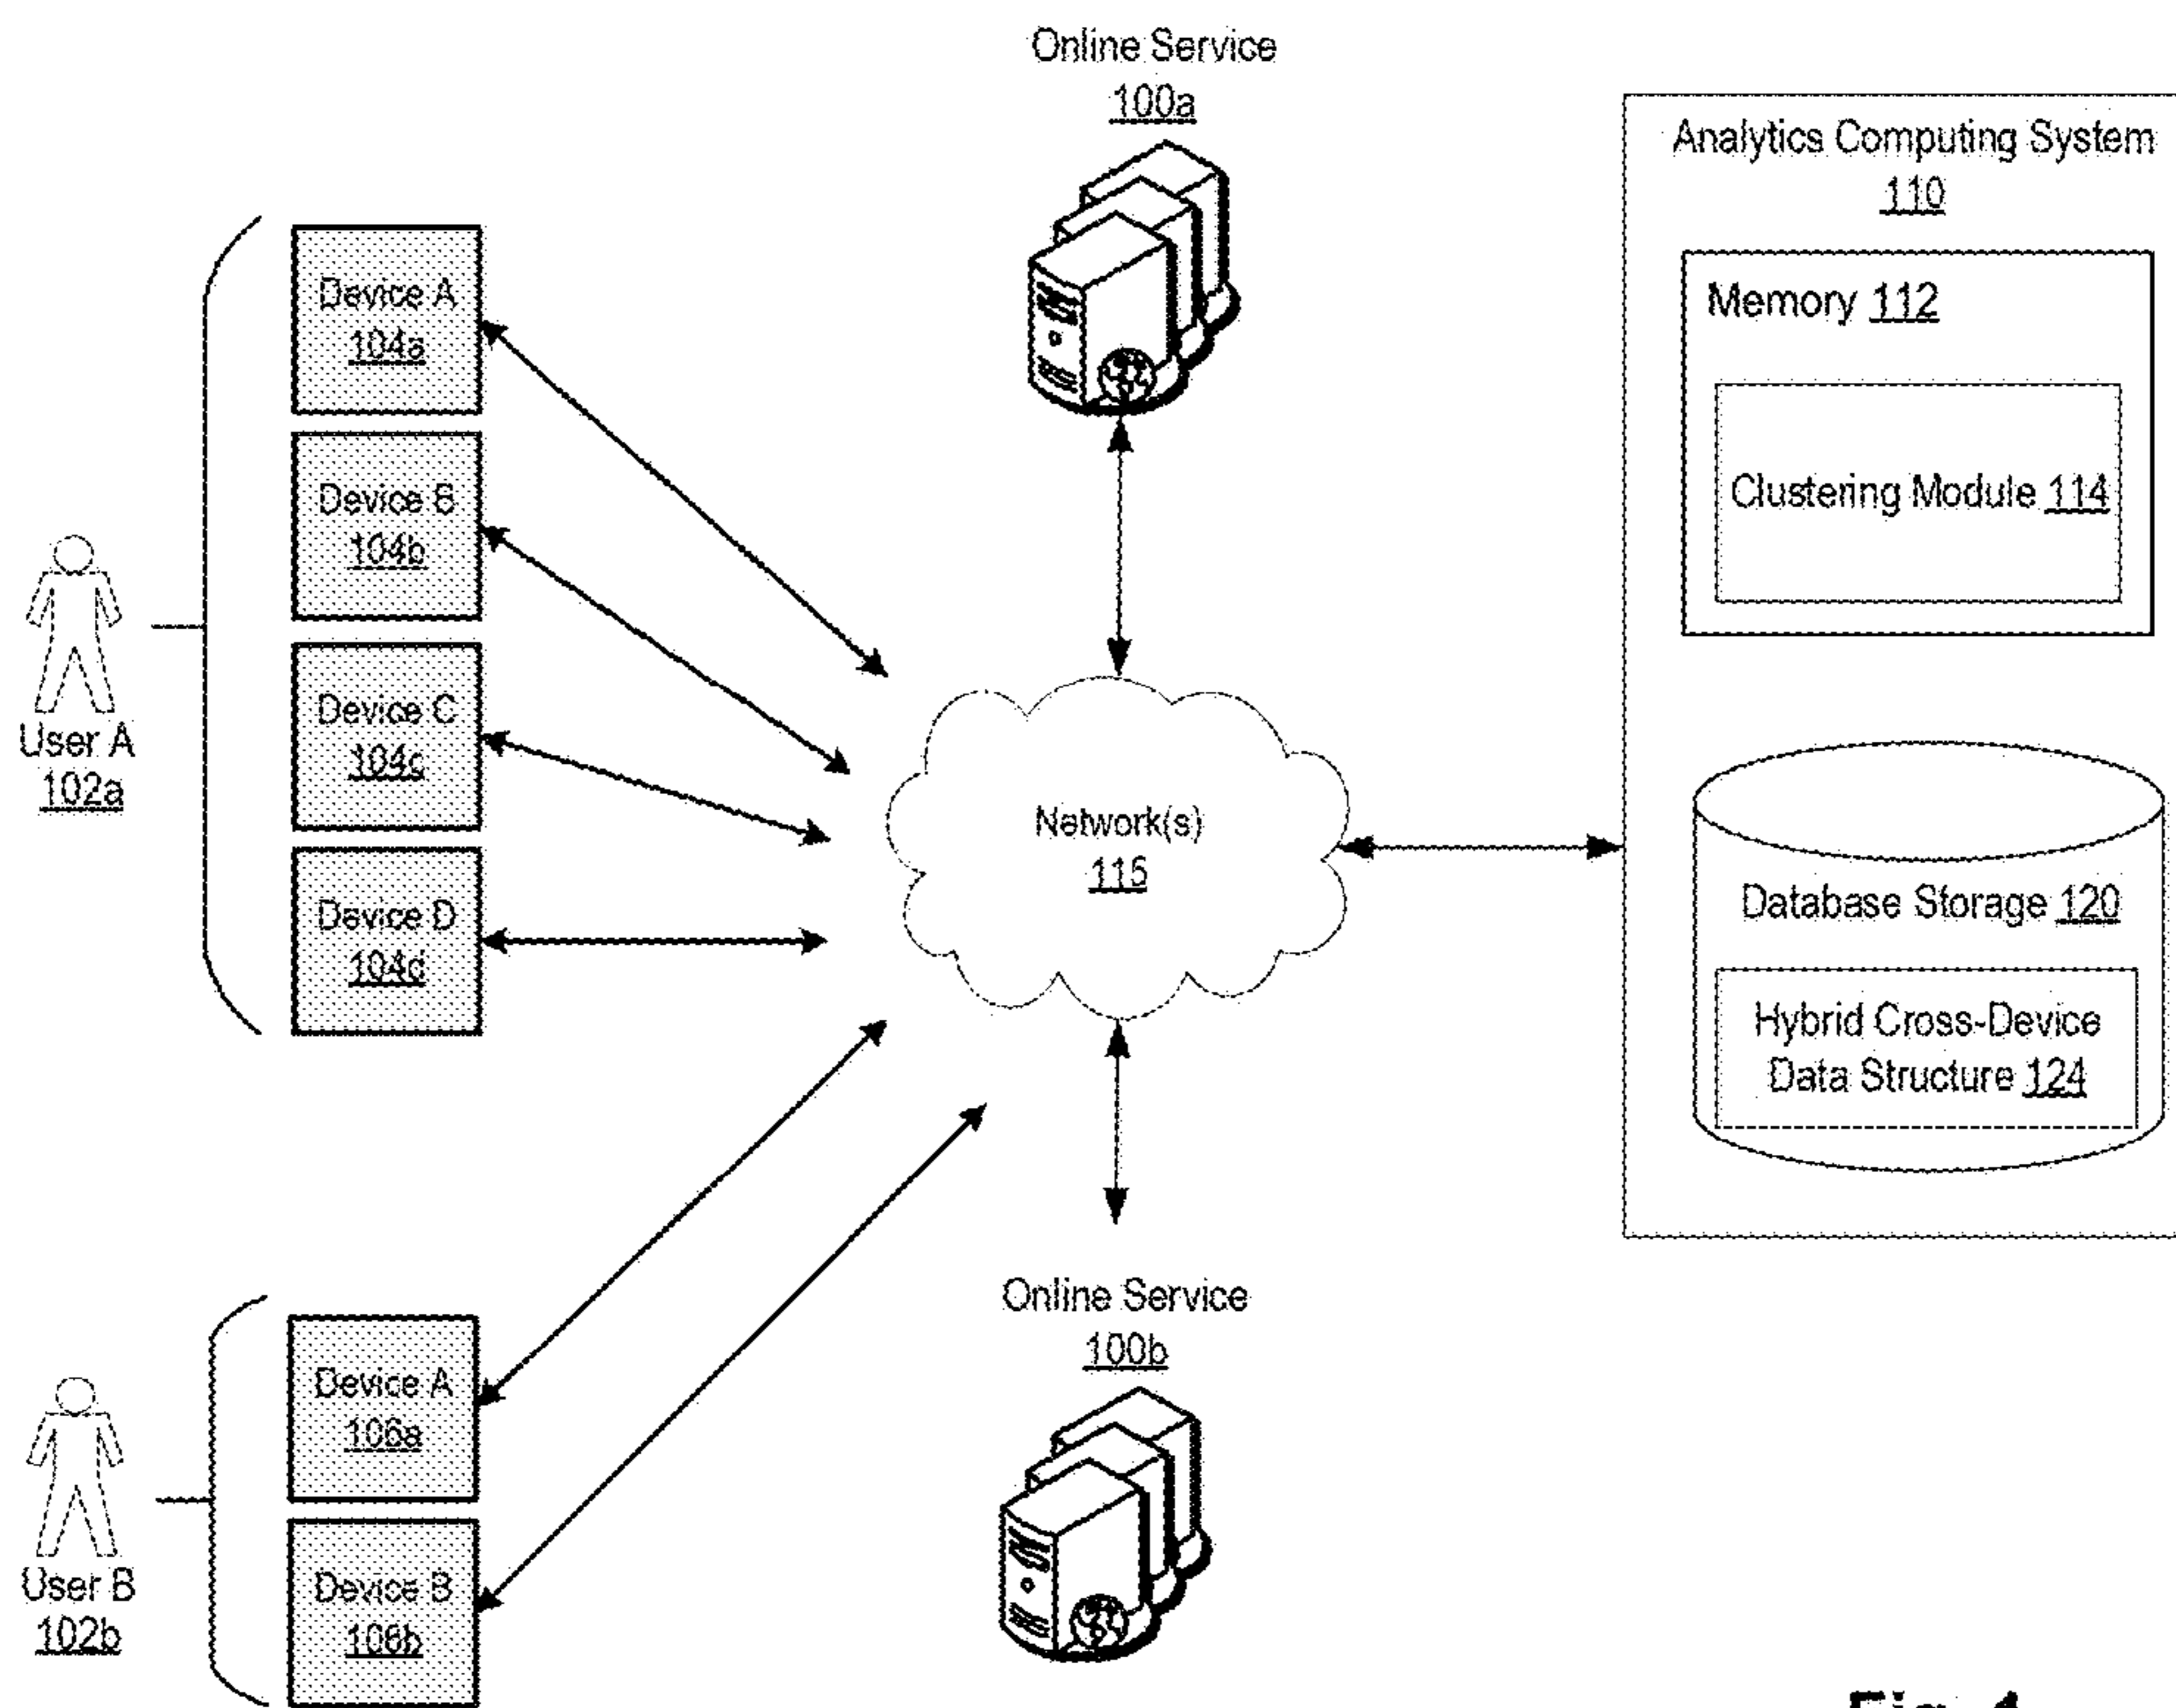 Online Service
100a
Analytics Computing System
110
Memory 112
Clustering Module 114
Device A
104a
Device B
104b
Device C
104c
Device D
104d
User A
102a
Network(s)
115
Database Storage 120
Hybrid Cross-Device
Data Structure 124
Online Service
100b
Device A
106a
Device B
106b
User B
102b